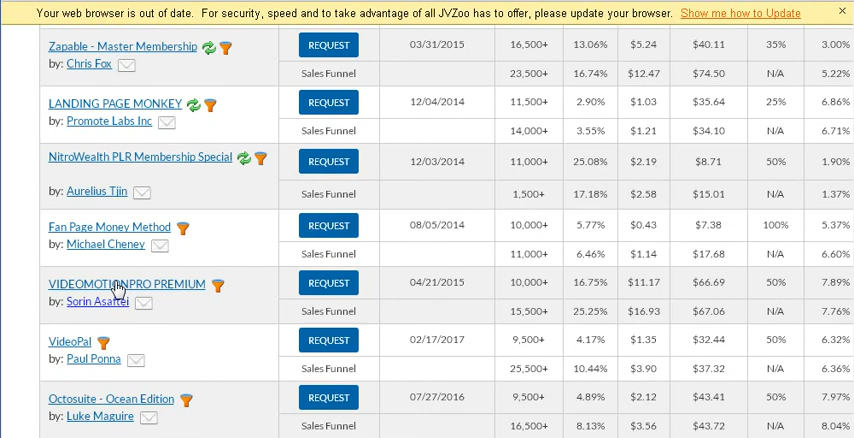 Your web browser is out of date. For security, speed and to take advantage of all JVZoo has to offer, please update your browser. Show me how to Update ×
Zapable - Master Membership REQUEST 03/31/2015 16,500+ 13.06% $5.24 $40.11 35% 3.00%
by: Chris Fox Sales Funnel 23,500+ 16.74% $12.47 $74.50 N/A 5.22%
LANDING PAGE MONKEY REQUEST 12/04/2014 11,500+ 2.90% $1.03 $35.64 25% 6.86%
by: Promote Labs Inc Sales Funnel 14,000+ 3.55% $1.21 $34.10 N/A 6.71%
NitroWealth PLR Membership Special REQUEST 12/03/2014 11,000+ 25.08% $2.19 $8.71 50% 1.90%
by: Aurelius Tjin Sales Funnel 1,500+ 17.18% $2.58 $15.01 N/A 1.37%
Fan Page Money Method REQUEST 08/05/2014 10,000+ 5.77% $0.43 $7.38 100% 5.37%
by: Michael Cheney Sales Funnel 11,000+ 6.46% $1.14 $17.68 N/A 6.60%
VIDEOMOTIONPRO PREMIUM REQUEST 04/21/2015 10,000+ 16.75% $11.17 $66.69 50% 7.89%
by: Sorin Asaftei Sales Funnel 15,500+ 25.25% $16.93 $67.06 N/A 7.76%
VideoPal REQUEST 02/17/2017 9,500+ 4.17% $1.35 $32.44 50% 6.32%
by: Paul Ponna Sales Funnel 25,500+ 10.44% $3.90 $37.32 N/A 6.36%
Octosuite - Ocean Edition REQUEST 07/27/2016 9,500+ 4.89% $2.12 $43.41 50% 7.97%
by: Luke Maguire Sales Funnel 16,500+ 8.13% $3.56 $43.72 N/A 8.04%